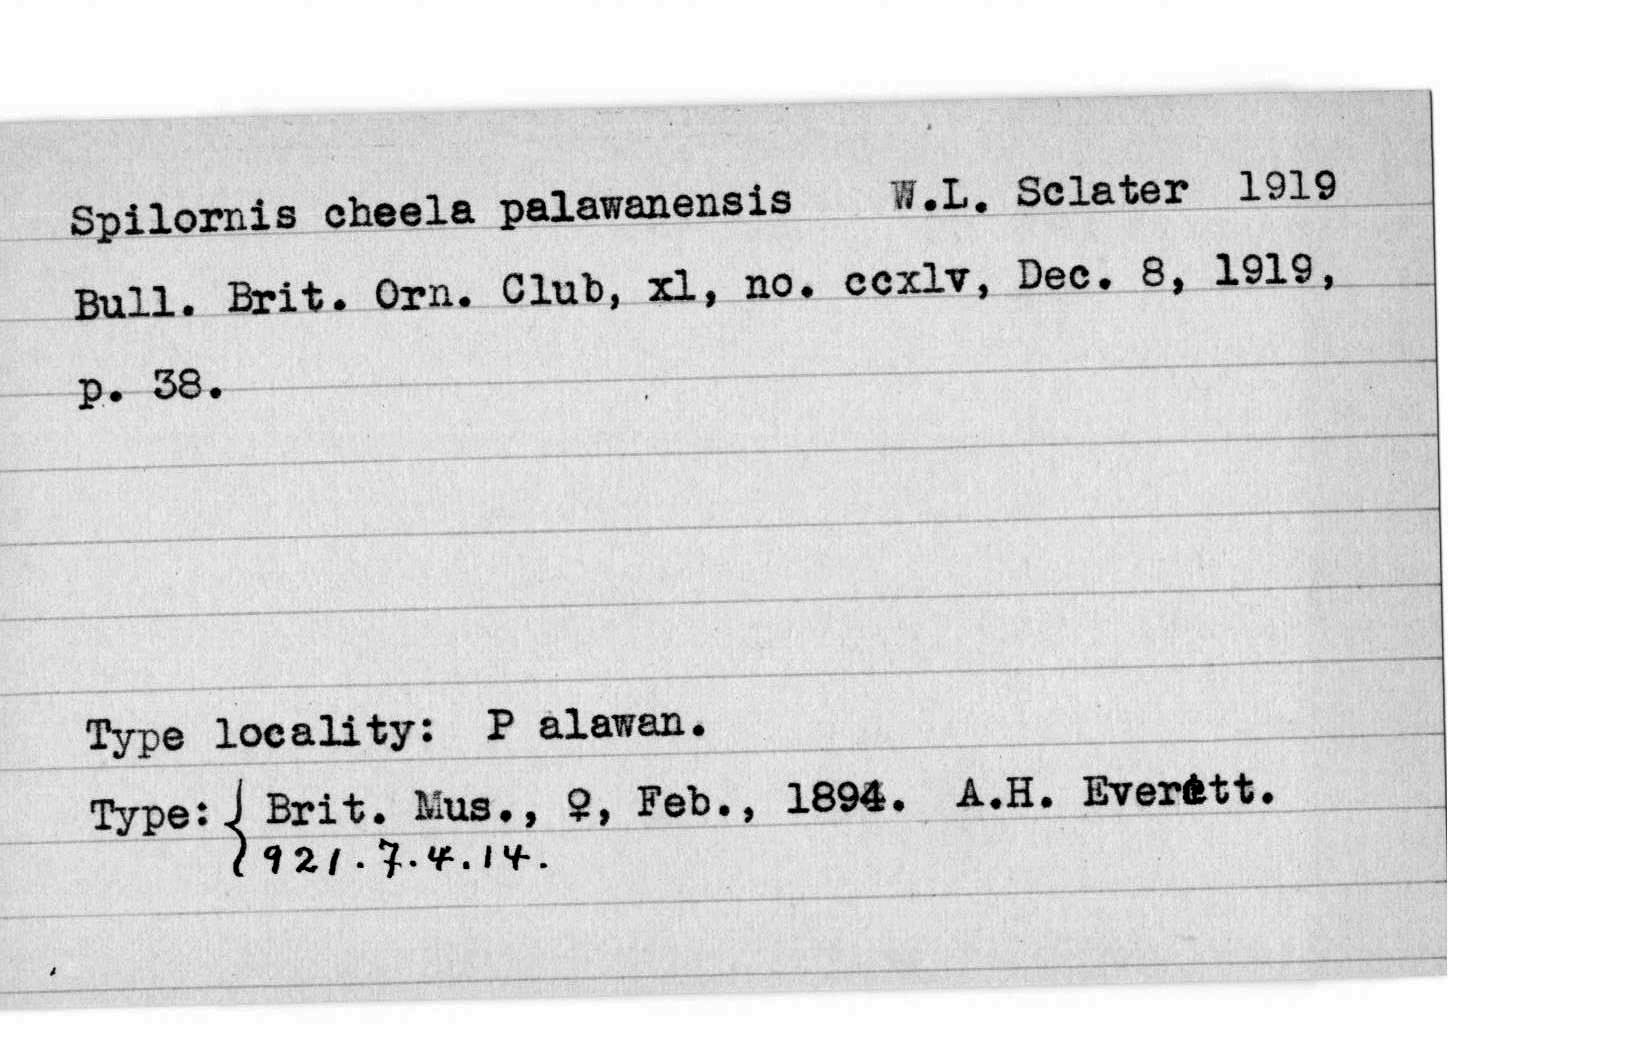 Spilornis cheela palawanensis W.L. Sclater 1919
Bull. Brit. Orn. Club, xl, no. ccxlv, Dec. 8, 1919,
p. 38.
Type locality: P alawan.
Type: { Brit. Mus., ♀, Feb., 1894. A.H. Everett.
921.7.4.14.